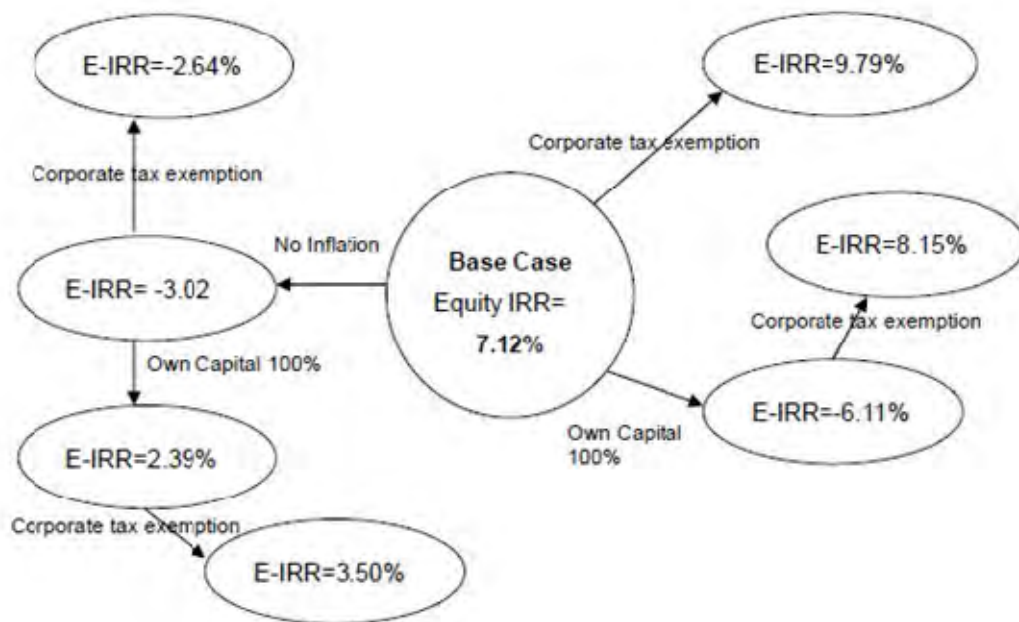 E-IRR=-2.64%
E-IRR=9.79%
Corporate tax exemption
Corporate tax exemption
No Inflation
E-IRR=8.15%
Base Case
E-IRR= -3.02
Equity IRR=
7.12%
Corporate tax exemption
Own Capital 100%
E-IRR=-6.11%
Own Capital
100%
E-IRR=2.39%
Corporate tax exemption
E-IRR=3.50%